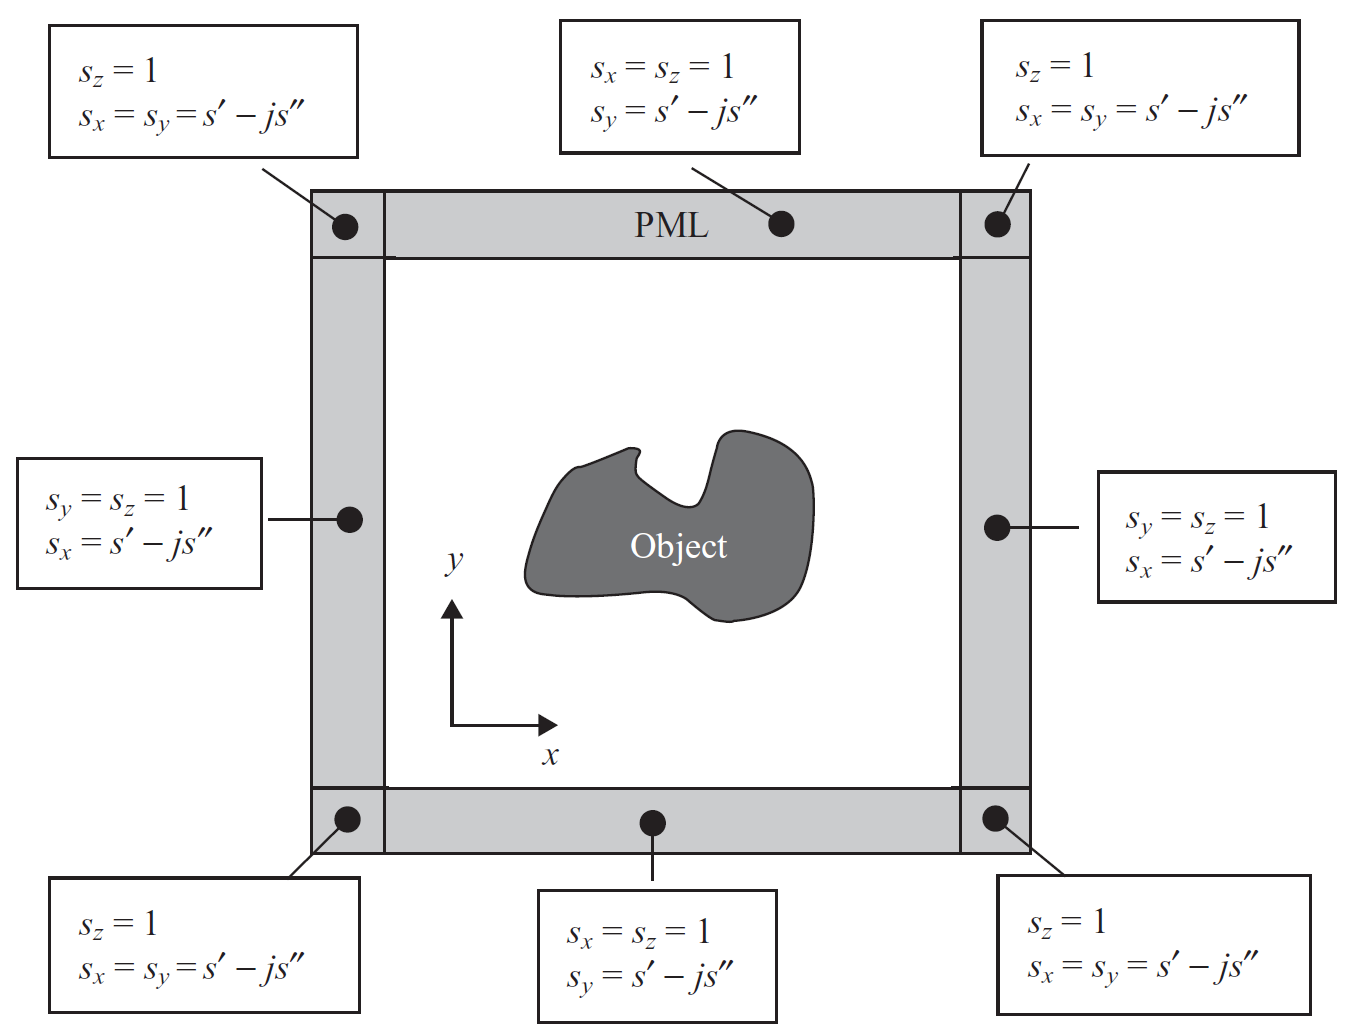 s_z = 1
s_x = s_y = s′ − js″
s_x = s_z = 1
s_y = s′ − js″
s_z = 1
s_x = s_y = s′ − js″
PML
s_y = s_z = 1
s_x = s′ − js″
Object
s_y = s_z = 1
s_x = s′ − js″
y
x
s_z = 1
s_x = s_y = s′ − js″
s_x = s_z = 1
s_y = s′ − js″
s_z = 1
s_x = s_y = s′ − js″